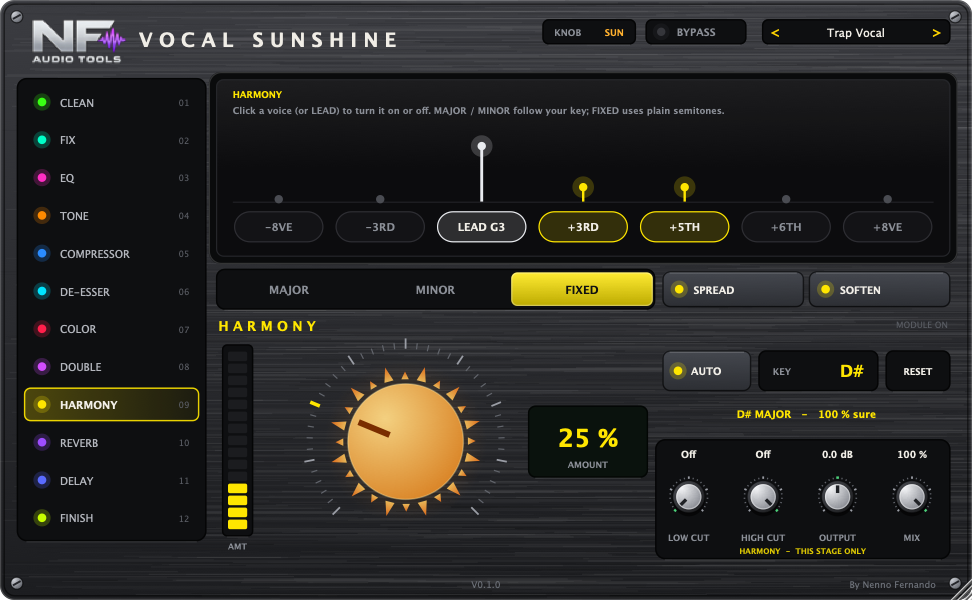 NF
AUDIO TOOLS
VOCAL SUNSHINE
KNOB SUN
BYPASS
< Trap Vocal >
CLEAN 01
FIX 02
EQ 03
TONE 04
COMPRESSOR 05
DE-ESSER 06
COLOR 07
DOUBLE 08
HARMONY 09
REVERB 10
DELAY 11
FINISH 12
HARMONY
Click a voice (or LEAD) to turn it on or off. MAJOR / MINOR follow your key; FIXED uses plain semitones.
-8VE
-3RD
LEAD G3
+3RD
+5TH
+6TH
+8VE
MAJOR
MINOR
FIXED
SPREAD
SOFTEN
HARMONY
MODULE ON
AMT
25 %
AMOUNT
AUTO
KEY D#
RESET
D# MAJOR – 100 % sure
Off
Off
0.0 dB
100 %
LOW CUT
HIGH CUT
OUTPUT
MIX
HARMONY – THIS STAGE ONLY
V0.1.0
By Nenno Fernando